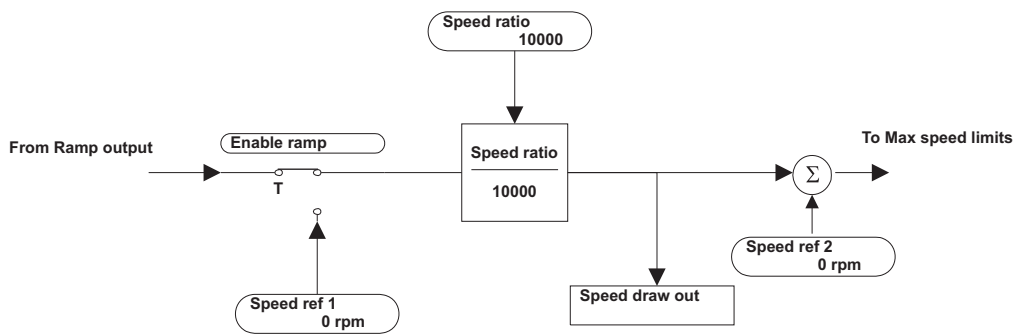 Speed ratio
10000
From Ramp output
Enable ramp
T
Speed ratio
10000
To Max speed limits
Σ
Speed ref 1
0 rpm
Speed draw out
Speed ref 2
0 rpm